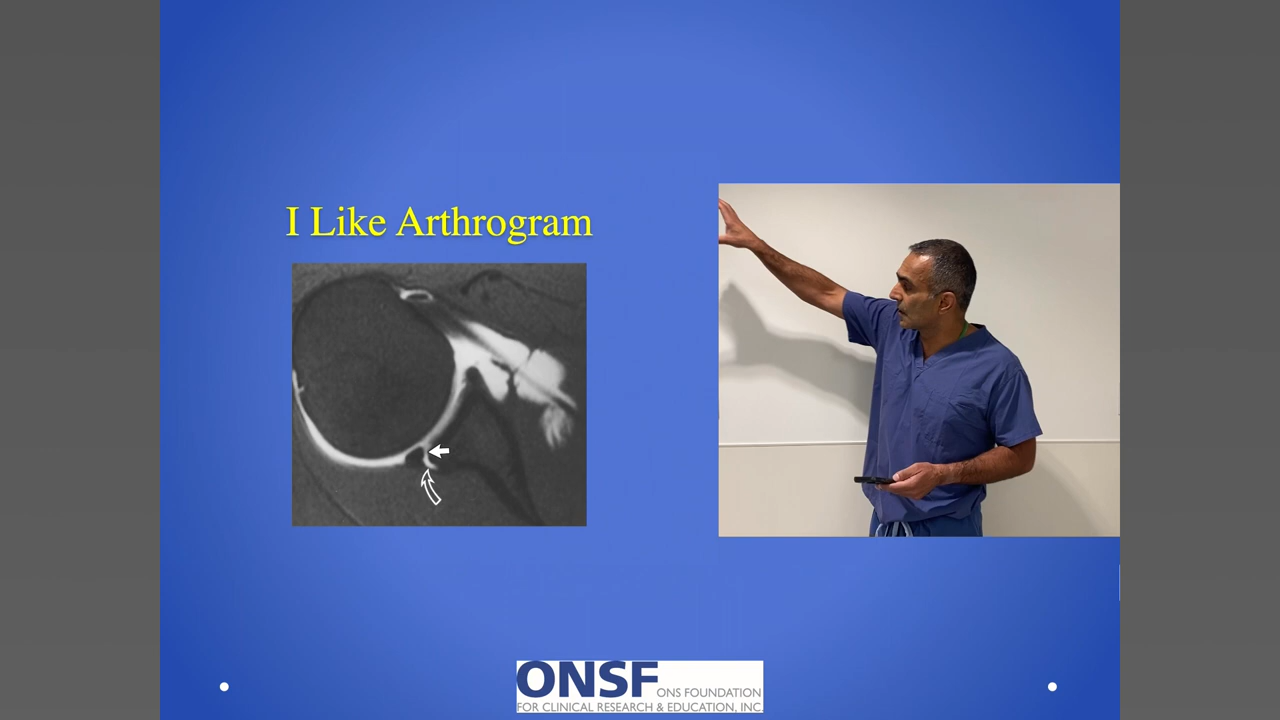 I Like Arthrogram
ONSF ONS FOUNDATION
FOR CLINICAL RESEARCH & EDUCATION, INC.